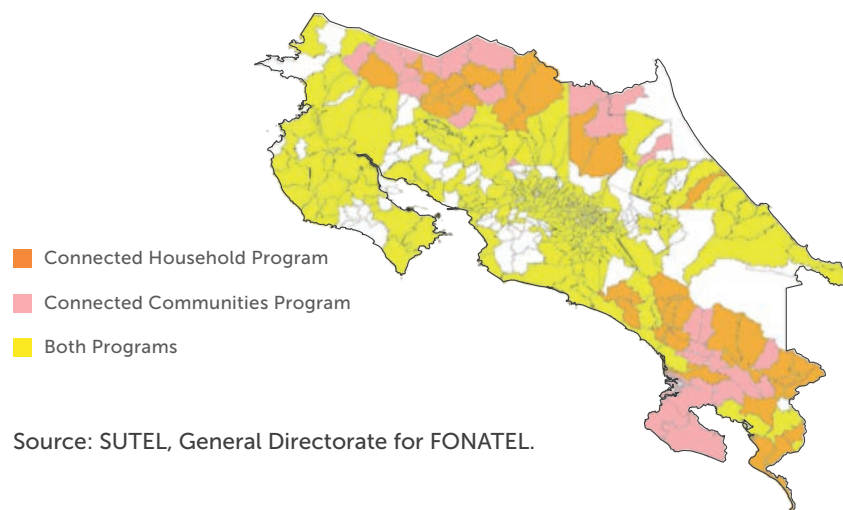 Connected Household Program
Connected Communities Program
Both Programs
Source: SUTEL, General Directorate for FONATEL.